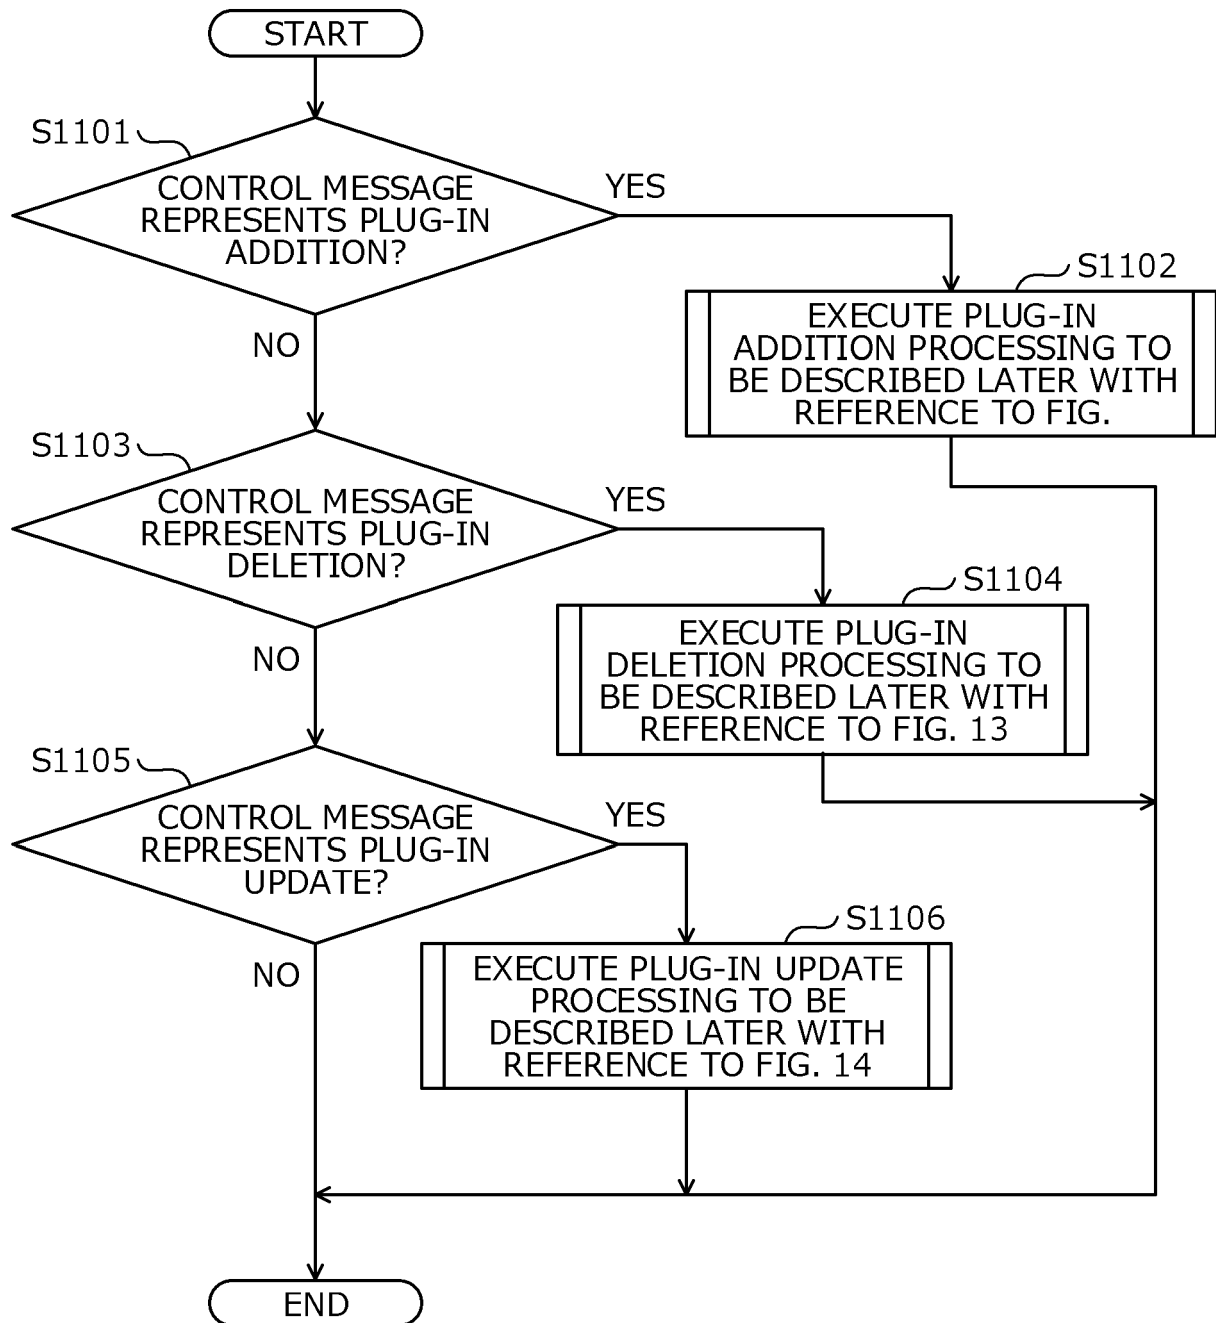 START
S1101
CONTROL MESSAGE
REPRESENTS PLUG-IN
ADDITION?
YES
NO
S1102
EXECUTE PLUG-IN
ADDITION PROCESSING TO
BE DESCRIBED LATER WITH
REFERENCE TO FIG.
S1103
CONTROL MESSAGE
REPRESENTS PLUG-IN
DELETION?
YES
NO
S1104
EXECUTE PLUG-IN
DELETION PROCESSING TO
BE DESCRIBED LATER WITH
REFERENCE TO FIG. 13
S1105
CONTROL MESSAGE
REPRESENTS PLUG-IN
UPDATE?
YES
NO
S1106
EXECUTE PLUG-IN UPDATE
PROCESSING TO BE
DESCRIBED LATER WITH
REFERENCE TO FIG. 14
END